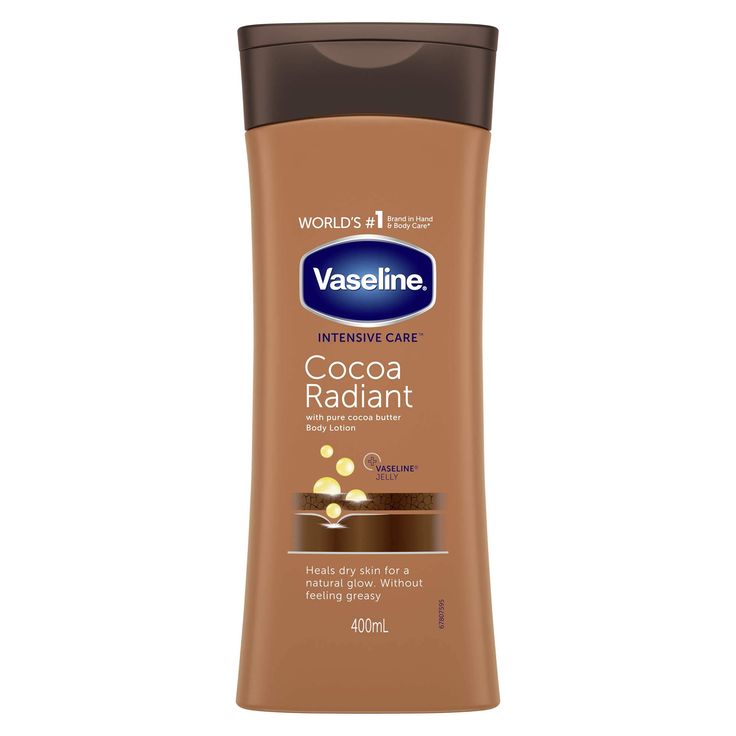 WORLD'S #1 Brand in Hand
& Body Care*
Vaseline®
INTENSIVE CARE™
Cocoa
Radiant
with pure cocoa butter
Body Lotion
VASELINE®
JELLY
Heals dry skin for a
natural glow. Without
feeling greasy
67807595
400mL